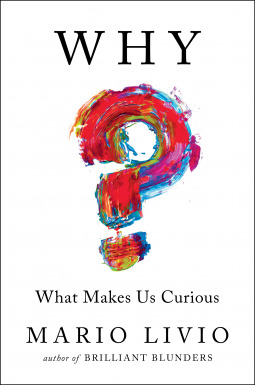 WHY
?
What Makes Us Curious
MARIO LIVIO
author of BRILLIANT BLUNDERS